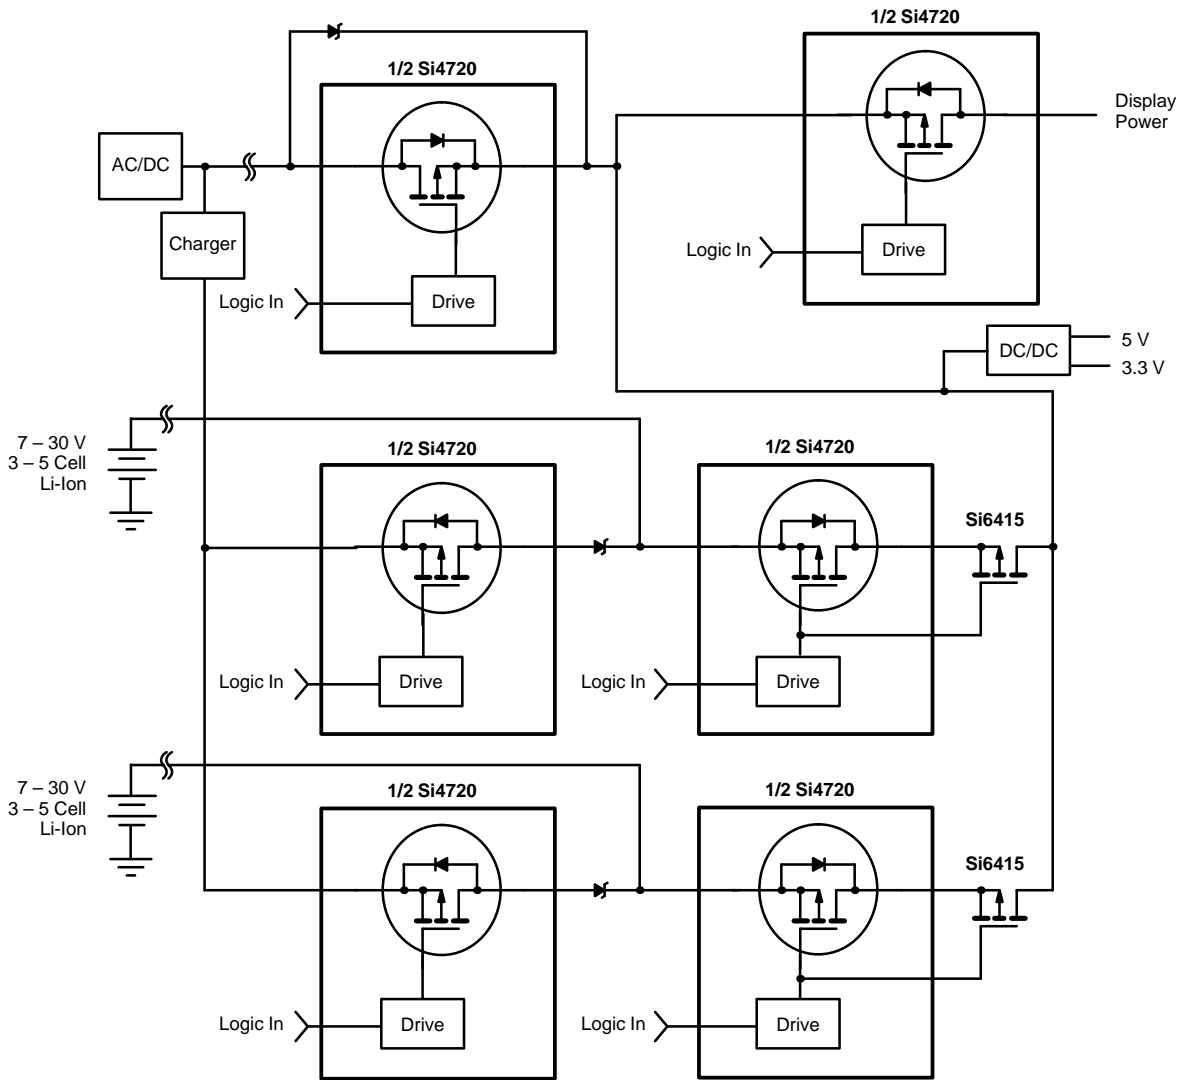 1/2 Si4720
1/2 Si4720
Display
Power
AC/DC
Charger
Logic In
Drive
Logic In
Drive
DC/DC
5 V
3.3 V
7 – 30 V
3 – 5 Cell
Li-Ion
1/2 Si4720
1/2 Si4720
Si6415
Logic In
Drive
Logic In
Drive
7 – 30 V
3 – 5 Cell
Li-Ion
1/2 Si4720
1/2 Si4720
Si6415
Logic In
Drive
Logic In
Drive